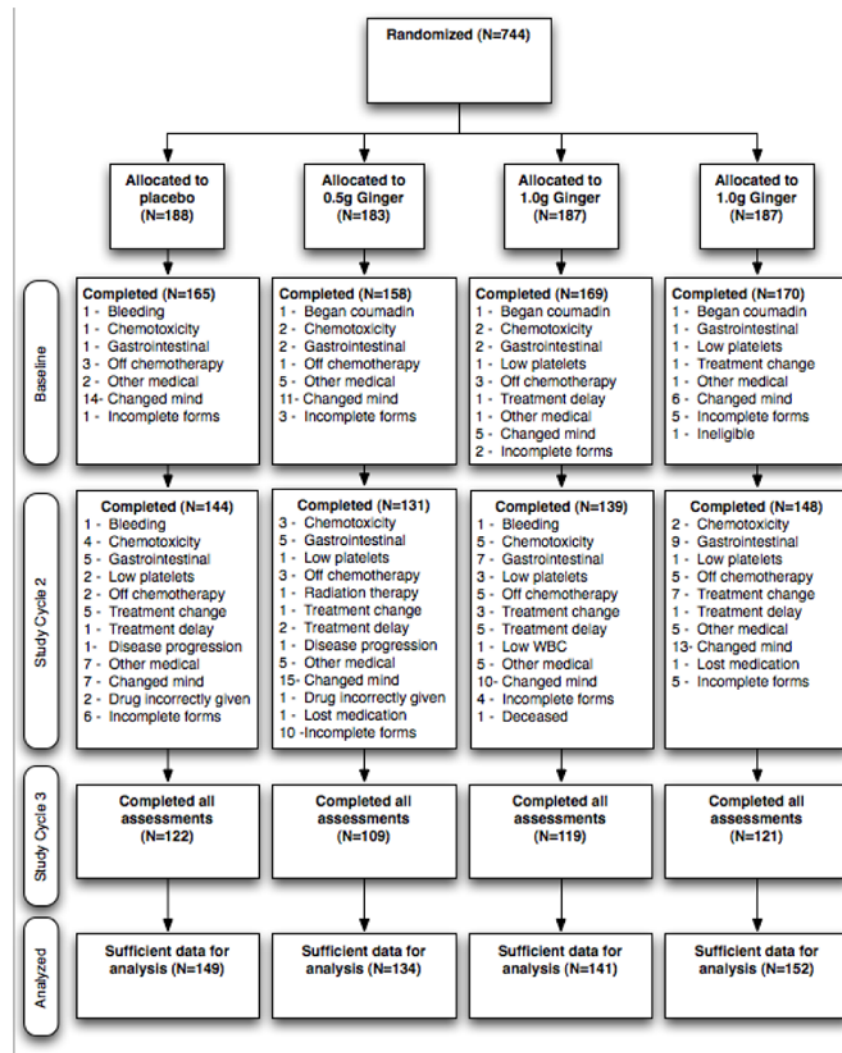 Randomized (N=744)
Allocated to
placebo
(N=188)
Allocated to
0.5g Ginger
(N=183)
Allocated to
1.0g Ginger
(N=187)
Allocated to
1.0g Ginger
(N=187)
Baseline
Completed (N=165)
1 - Bleeding
1 - Chemotoxicity
1 - Gastrointestinal
3 - Off chemotherapy
2 - Other medical
14- Changed mind
1 - Incomplete forms
Completed (N=158)
1 - Began coumadin
2 - Chemotoxicity
2 - Gastrointestinal
1 - Off chemotherapy
5 - Other medical
11- Changed mind
3 - Incomplete forms
Completed (N=169)
1 - Began coumadin
2 - Chemotoxicity
2 - Gastrointestinal
1 - Low platelets
3 - Off chemotherapy
1 - Treatment delay
1 - Other medical
5 - Changed mind
2 - Incomplete forms
Completed (N=170)
1 - Began coumadin
1 - Gastrointestinal
1 - Low platelets
1 - Treatment change
1 - Other medical
6 - Changed mind
5 - Incomplete forms
1 - Ineligible
Study Cycle 2
Completed (N=144)
1 - Bleeding
4 - Chemotoxicity
5 - Gastrointestinal
2 - Low platelets
2 - Off chemotherapy
5 - Treatment change
1 - Treatment delay
1- Disease progression
7 - Other medical
7 - Changed mind
2 - Drug incorrectly given
6 - Incomplete forms
Completed (N=131)
3 - Chemotoxicity
5 - Gastrointestinal
1 - Low platelets
3 - Off chemotherapy
1 - Radiation therapy
1 - Treatment change
2 - Treatment delay
1 - Disease progression
5 - Other medical
15- Changed mind
1 - Drug incorrectly given
1 - Lost medication
10 -Incomplete forms
Completed (N=139)
1 - Bleeding
5 - Chemotoxicity
7 - Gastrointestinal
3 - Low platelets
5 - Off chemotherapy
3 - Treatment change
5 - Treatment delay
1 - Low WBC
5 - Other medical
10- Changed mind
4 - Incomplete forms
1 - Deceased
Completed (N=148)
2 - Chemotoxicity
9 - Gastrointestinal
1 - Low platelets
5 - Off chemotherapy
7 - Treatment change
1 - Treatment delay
5 - Other medical
13- Changed mind
1 - Lost medication
5 - Incomplete forms
Study Cycle 3
Completed all
assessments
(N=122)
Completed all
assessments
(N=109)
Completed all
assessments
(N=119)
Completed all
assessments
(N=121)
Analyzed
Sufficient data for
analysis (N=149)
Sufficient data for
analysis (N=134)
Sufficient data for
analysis (N=141)
Sufficient data for
analysis (N=152)